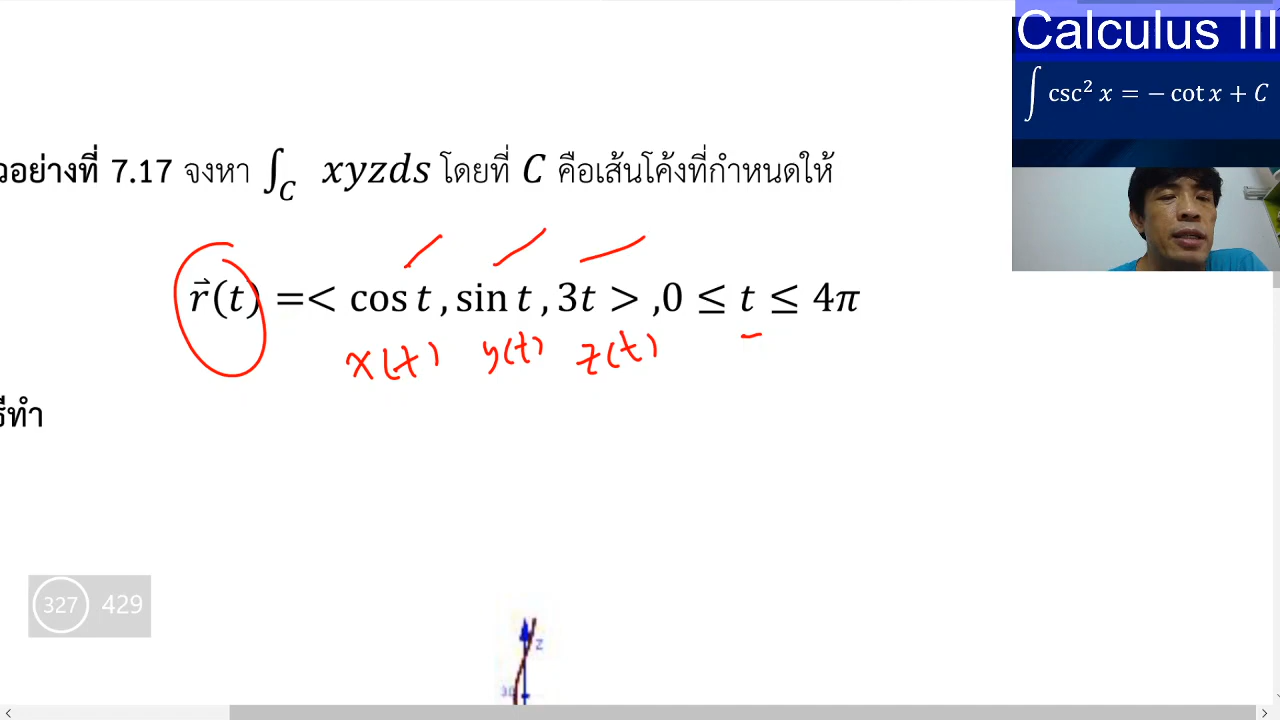 Calculus III
∫ csc² x = − cot x + C
วอย่างที่ 7.17 จงหา ∫_C xyzds โดยที่ C คือเส้นโค้งที่กำหนดให้
r⃗(t) =< cos t , sin t , 3t > ,0 ≤ t ≤ 4π
x(t) y(t) z(t)
ธีทำ
327 429
z
30